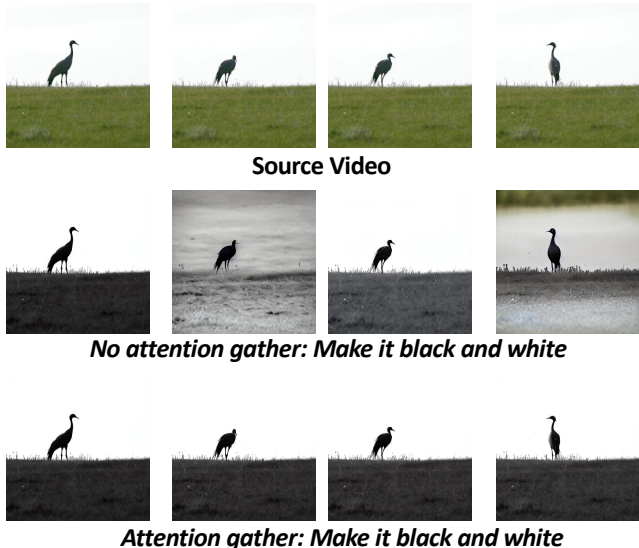 Source Video
No attention gather: Make it black and white
Attention gather: Make it black and white